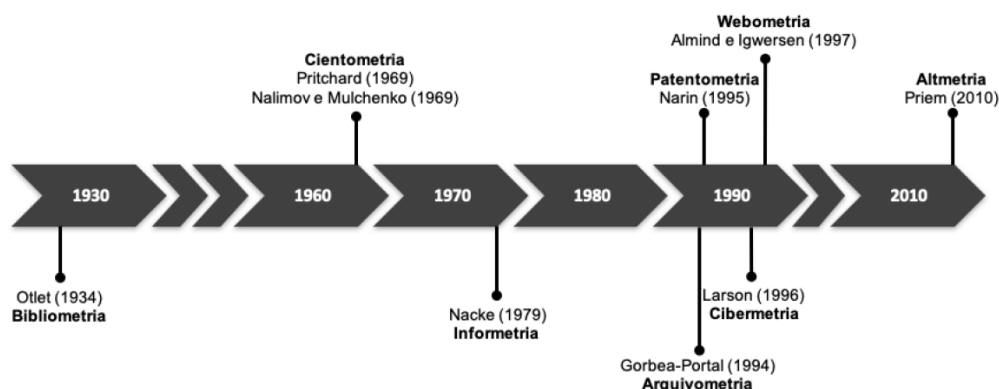 Webometria
Almind e Igwersen (1997)
Cientometria
Pritchard (1969)
Nalimov e Mulchenko (1969)
Patentometria
Narin (1995)
Altmetria
Priem (2010)
1930
1960
1970
1980
1990
2010
Otlet (1934)
Bibliometria
Nacke (1979)
Informetria
Larson (1996)
Cibermetria
Gorbea-Portal (1994)
Arquivometria